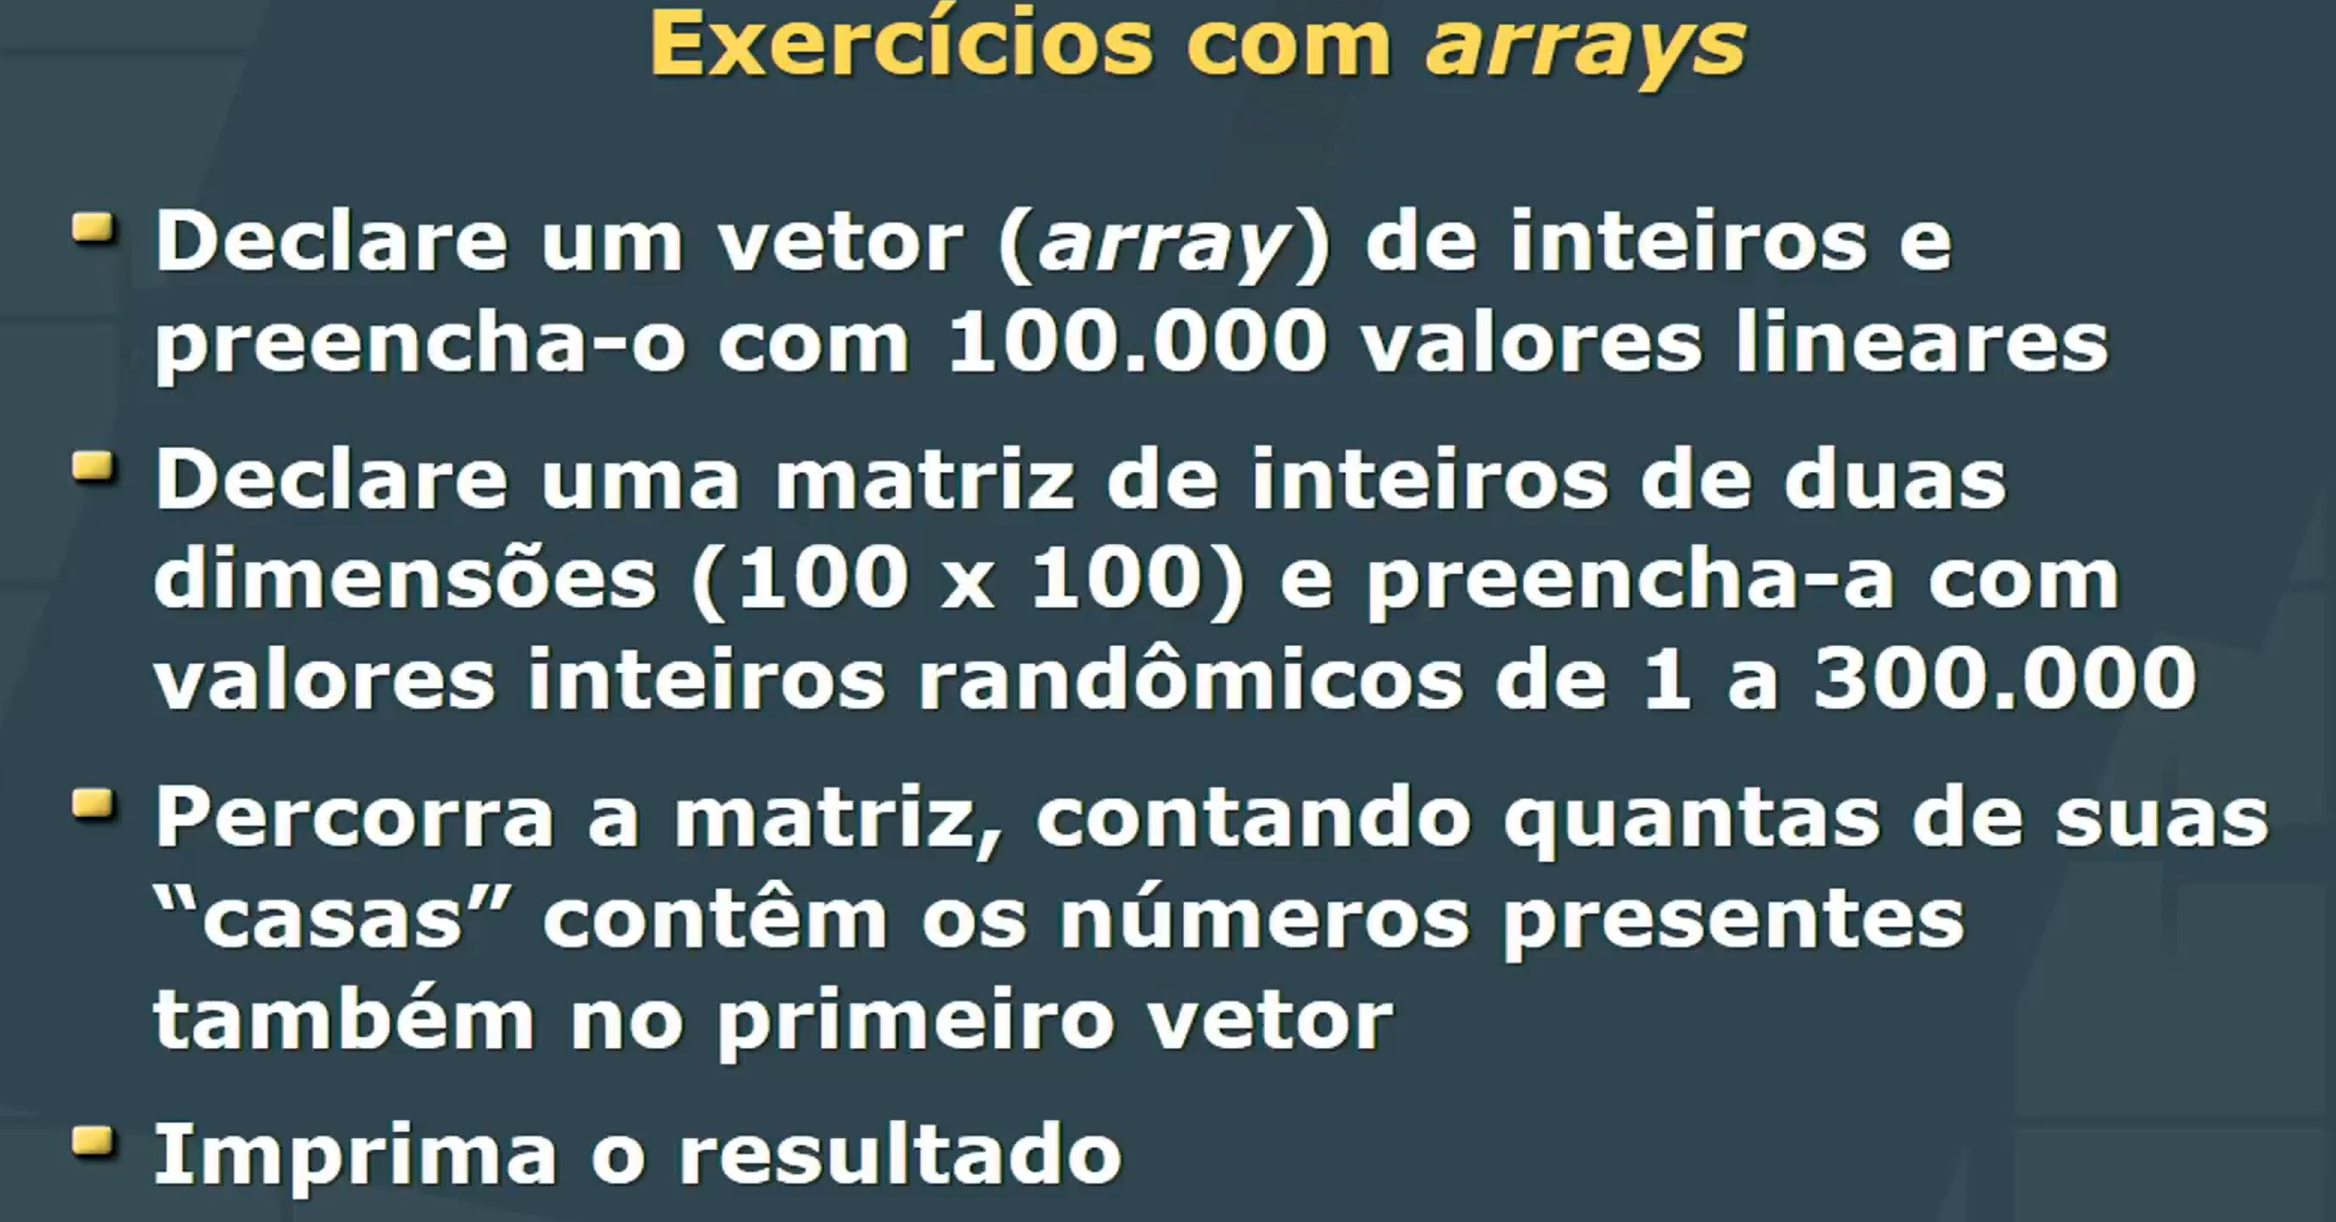 Exercícios com arrays
Declare um vetor (array) de inteiros e
preencha-o com 100.000 valores lineares
Declare uma matriz de inteiros de duas
dimensões (100 x 100) e preencha-a com
valores inteiros randômicos de 1 a 300.000
Percorra a matriz, contando quantas de suas
“casas” contêm os números presentes
também no primeiro vetor
Imprima o resultado